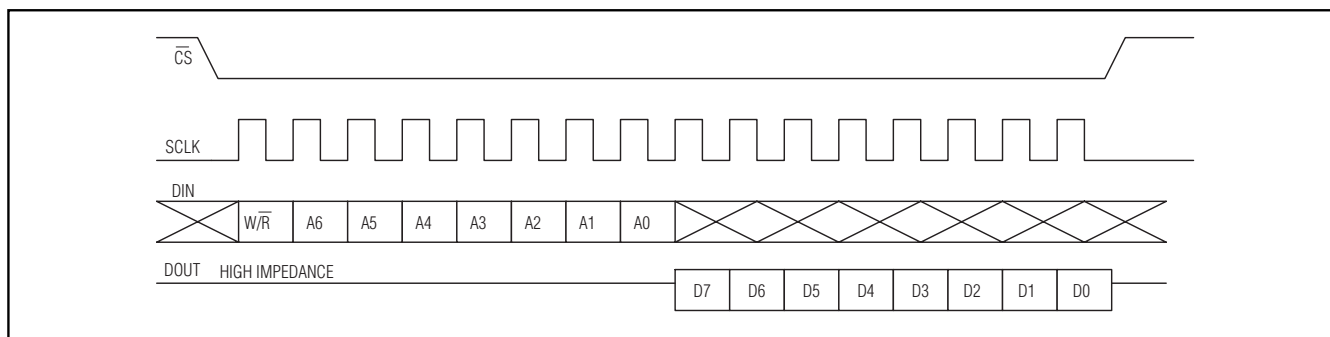 C̅S̅
SCLK
DIN
W/R̅ A6 A5 A4 A3 A2 A1 A0
DOUT HIGH IMPEDANCE
D7 D6 D5 D4 D3 D2 D1 D0